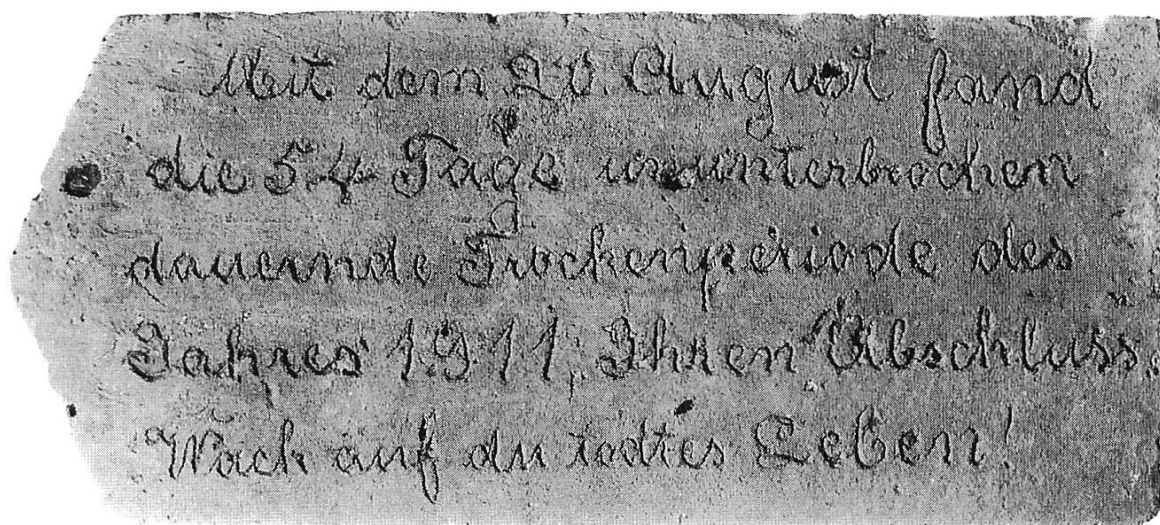 Mit dem 20. August fand
die 54 Tage ununterbrochen
dauernde Trockenperiode des
Jahres 1911, Ihren Abschluss.
Wach auf du todtes Leben!